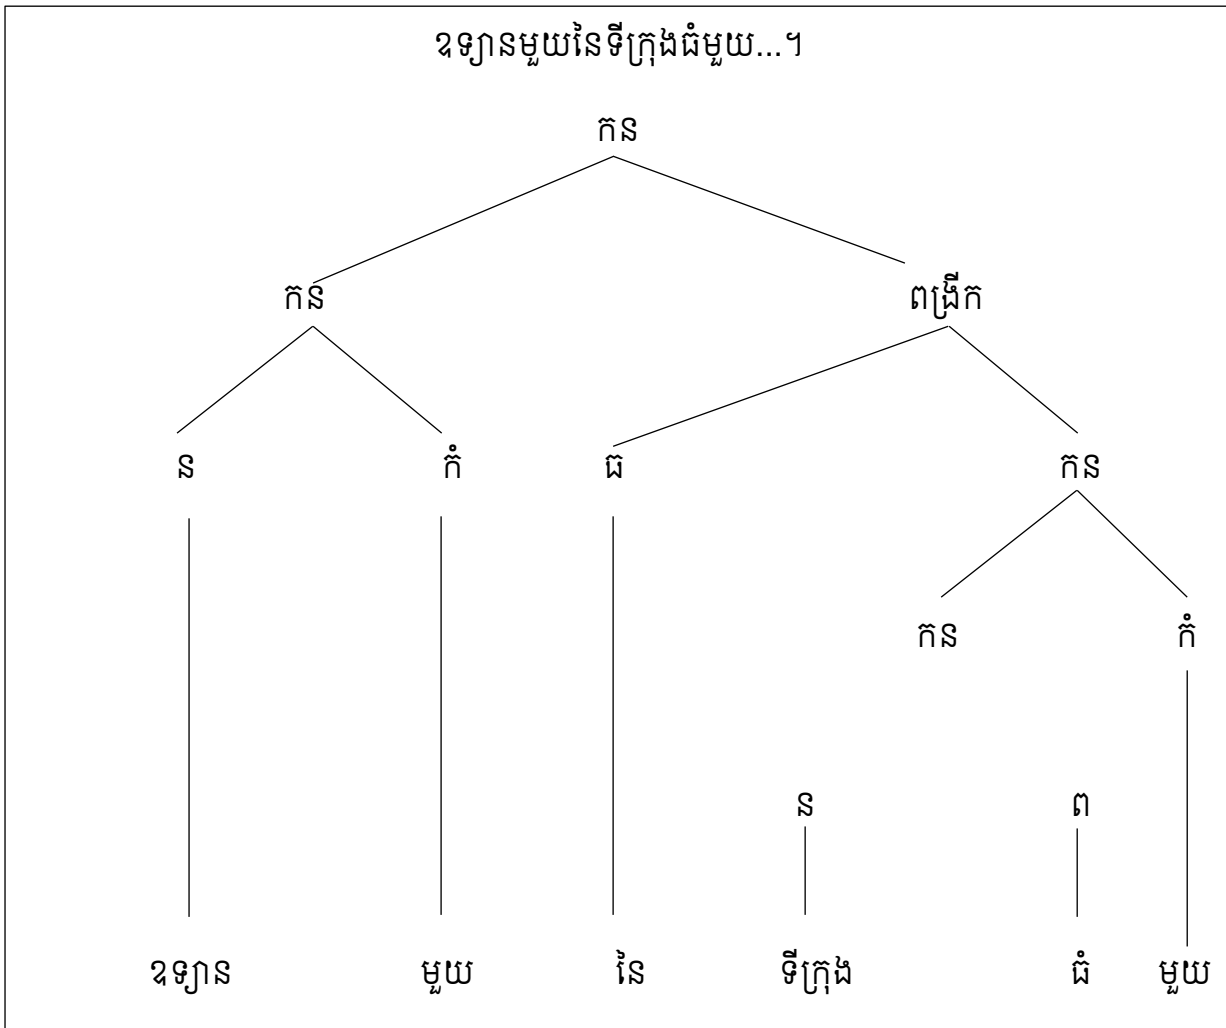 ឧទ្យានមួយនៃទីក្រុងធំមួយ...។
កន
កន ពង្រីក
ន កំ ធ កន
កន កំ
ន ព
ឧទ្យាន មួយ នៃ ទីក្រុង ធំ មួយ